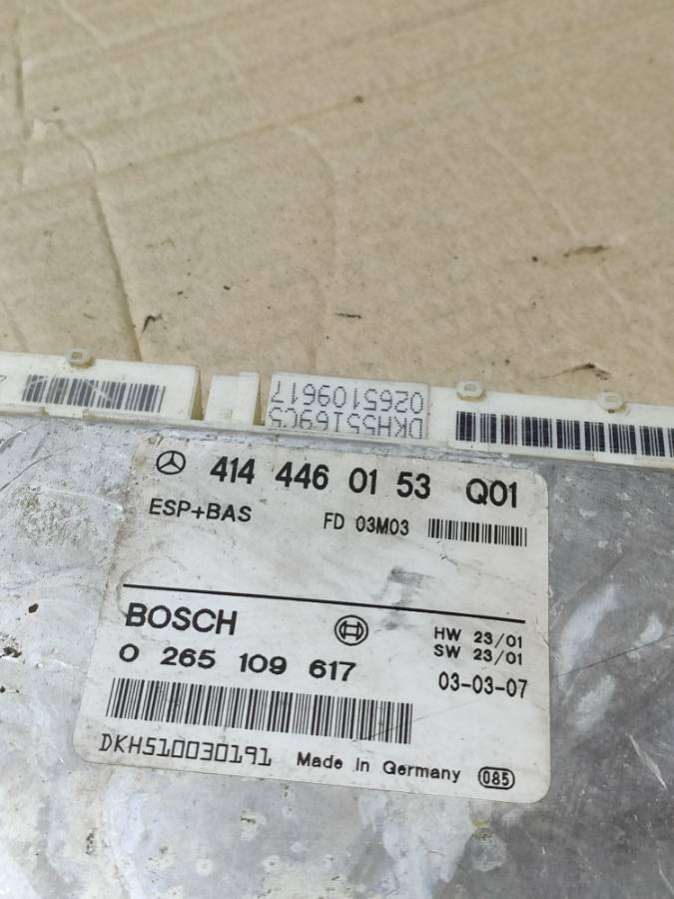 0265109617
DKH55169C5
414 446 01 53 Q01
ESP+BAS FD 03M03
BOSCH
HW 23/01
SW 23/01
0 265 109 617
03-03-07
DKH510030191 Made in Germany 085